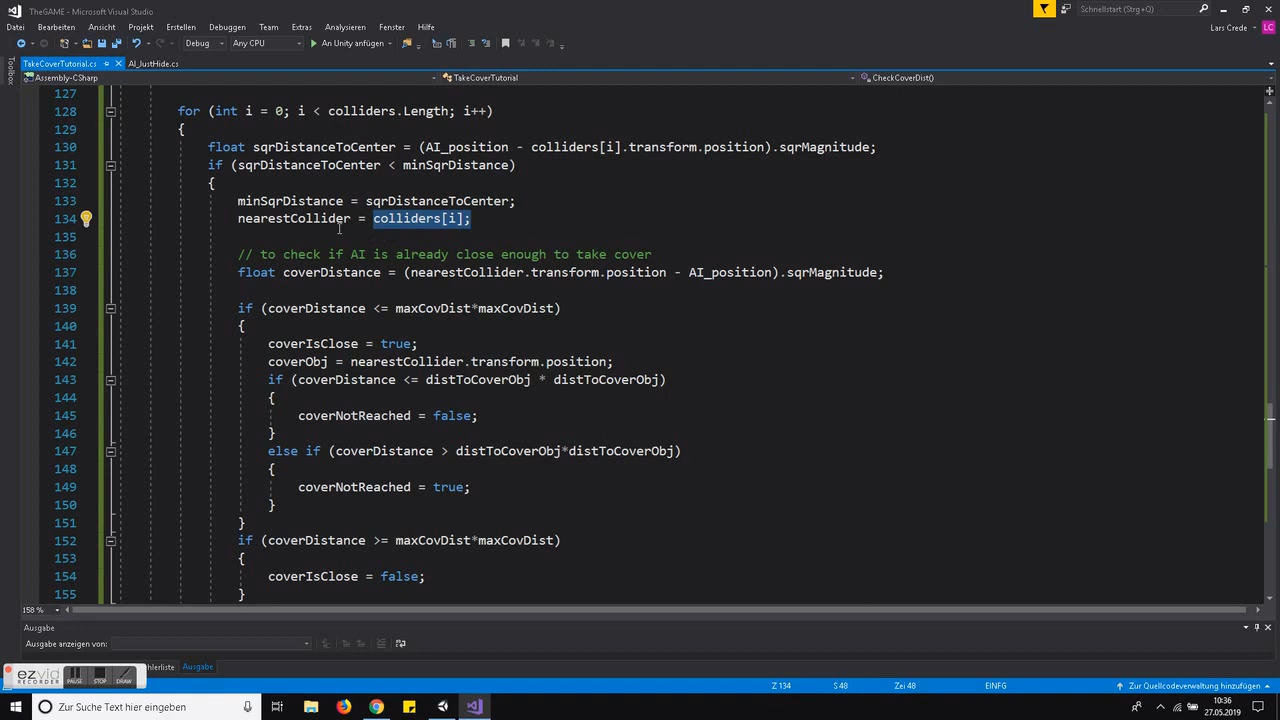 TheGAME - Microsoft Visual Studio
Schnellstart (Strg+Q)
Datei Bearbeiten Ansicht Projekt Erstellen Debuggen Team Extras Analysieren Fenster Hilfe
Lars Crede LC
Debug Any CPU An Unity anfügen
TakeCoverTutorial.cs AI_JustHide.cs
Toolbox
Assembly-CSharp TakeCoverTutorial CheckCoverDist()
127
128 for (int i = 0; i < colliders.Length; i++)
129 {
130 float sqrDistanceToCenter = (AI_position - colliders[i].transform.position).sqrMagnitude;
131 if (sqrDistanceToCenter < minSqrDistance)
132 {
133 minSqrDistance = sqrDistanceToCenter;
134 nearestCollider = colliders[i];
135
136 // to check if AI is already close enough to take cover
137 float coverDistance = (nearestCollider.transform.position - AI_position).sqrMagnitude;
138
139 if (coverDistance <= maxCovDist*maxCovDist)
140 {
141 coverIsClose = true;
142 coverObj = nearestCollider.transform.position;
143 if (coverDistance <= distToCoverObj * distToCoverObj)
144 {
145 coverNotReached = false;
146 }
147 else if (coverDistance > distToCoverObj*distToCoverObj)
148 {
149 coverNotReached = true;
150 }
151 }
152 if (coverDistance >= maxCovDist*maxCovDist)
153 {
154 coverIsClose = false;
155 }
158 %
Ausgabe
Ausgabe anzeigen von:
ezvid RECORDER PAUSE STOP DRAW hlerliste Ausgabe
Z 134 S 48 Zei 48 EINFG Zur Quellcodeverwaltung hinzufügen
Zur Suche Text hier eingeben
10:36
27.05.2019